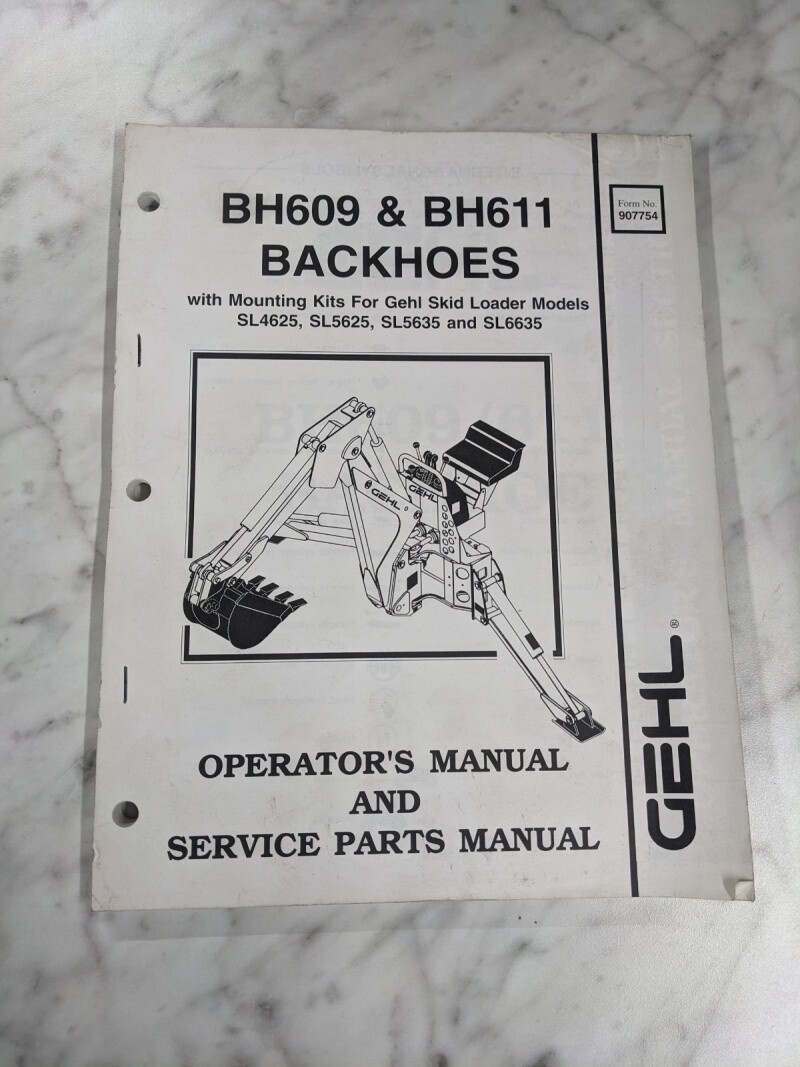 BH609 & BH611
BACKHOES
with Mounting Kits For Gehl Skid Loader Models
SL4625, SL5625, SL5635 and SL6635
Form No.
907754
GEHL
GEHL
OPERATOR'S MANUAL
AND
SERVICE PARTS MANUAL
GEHL®